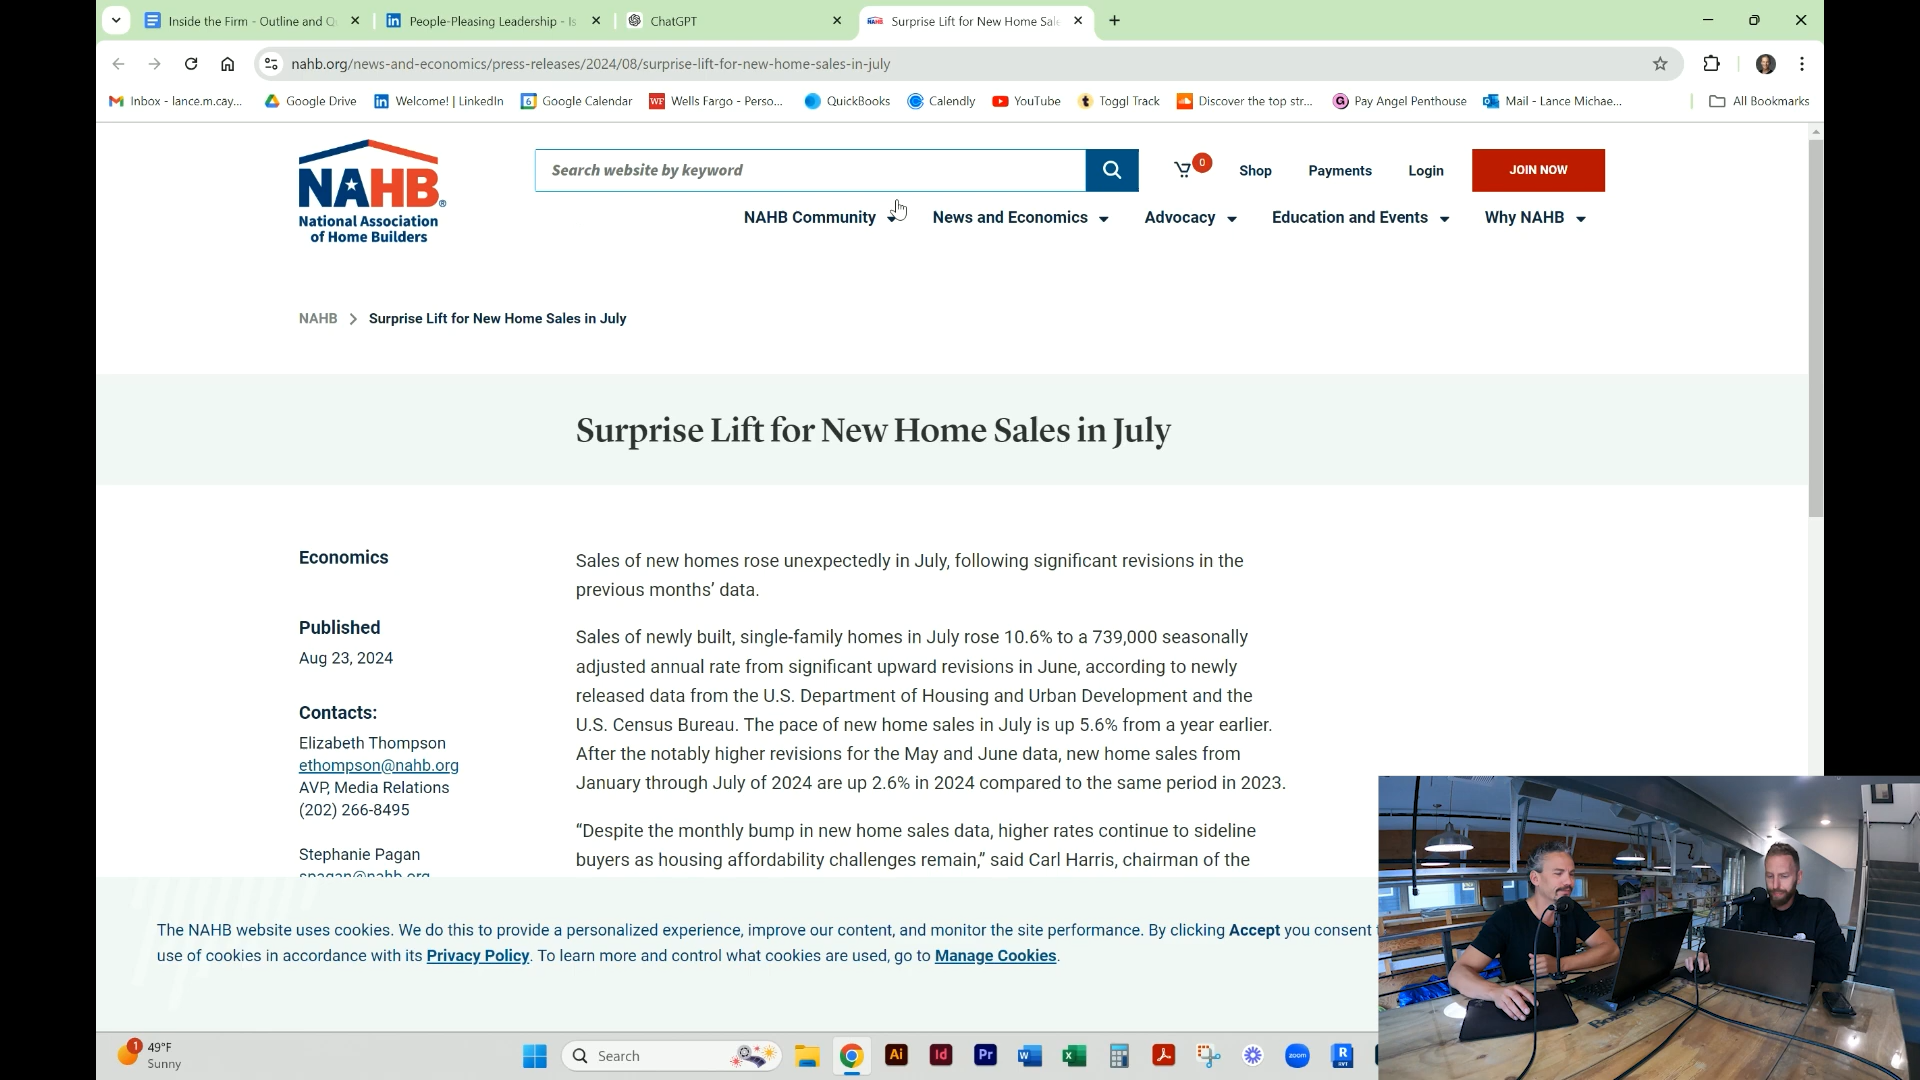 Inside the Firm - Outline and Q
People-Pleasing Leadership - Is
ChatGPT
Surprise Lift for New Home Sale
nahb.org/news-and-economics/press-releases/2024/08/surprise-lift-for-new-home-sales-in-july
Inbox - lance.m.cay...
Google Drive
Welcome! | LinkedIn
6
Google Calendar
WF
Wells Fargo - Perso...
QuickBooks
Calendly
YouTube
Toggl Track
Discover the top str...
Pay Angel Penthouse
Mail - Lance Michae...
All Bookmarks
NAHB®
National Association
of Home Builders
Search website by keyword
0
Shop
Payments
Login
JOIN NOW
NAHB Community
News and Economics
Advocacy
Education and Events
Why NAHB
NAHB > Surprise Lift for New Home Sales in July
Surprise Lift for New Home Sales in July
Economics
Published
Aug 23, 2024
Contacts:
Elizabeth Thompson
ethompson@nahb.org
AVP, Media Relations
(202) 266-8495
Stephanie Pagan
spagan@nahb.org
Sales of new homes rose unexpectedly in July, following significant revisions in the
previous months’ data.
Sales of newly built, single-family homes in July rose 10.6% to a 739,000 seasonally
adjusted annual rate from significant upward revisions in June, according to newly
released data from the U.S. Department of Housing and Urban Development and the
U.S. Census Bureau. The pace of new home sales in July is up 5.6% from a year earlier.
After the notably higher revisions for the May and June data, new home sales from
January through July of 2024 are up 2.6% in 2024 compared to the same period in 2023.
“Despite the monthly bump in new home sales data, higher rates continue to sideline
buyers as housing affordability challenges remain,” said Carl Harris, chairman of the
The NAHB website uses cookies. We do this to provide a personalized experience, improve our content, and monitor the site performance. By clicking Accept you consent
use of cookies in accordance with its Privacy Policy. To learn more and control what cookies are used, go to Manage Cookies.
1
49°F
Sunny
Search
Ai
Id
Pr
W
X
zoom
R